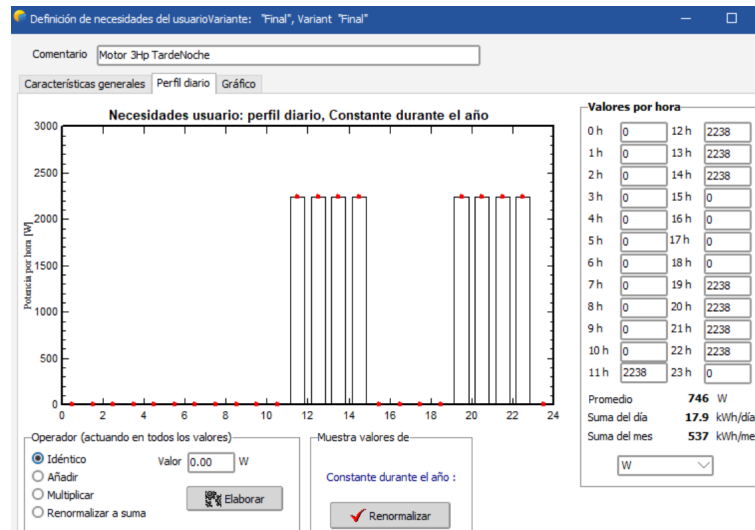 Definición de necesidades del usuarioVariante: "Final", Variant "Final"
Comentario Motor 3Hp TardeNoche
Características generales Perfil diario Gráfico
Necesidades usuario: perfil diario, Constante durante el año
Potencia por hora [W]
3000
2500
2000
1500
1000
500
0
0 2 4 6 8 10 12 14 16 18 20 22 24
Valores por hora
0 h 0 12 h 2238
1 h 0 13 h 2238
2 h 0 14 h 2238
3 h 0 15 h 0
4 h 0 16 h 0
5 h 0 17 h 0
6 h 0 18 h 0
7 h 0 19 h 2238
8 h 0 20 h 2238
9 h 0 21 h 2238
10 h 0 22 h 2238
11 h 2238 23 h 0
Promedio 746 W
Suma del día 17.9 kWh/día
Suma del mes 537 kWh/me
W
Operador (actuando en todos los valores)
Idéntico Valor 0.00 W
Añadir
Multiplicar
Renormalizar a suma
Elaborar
Muestra valores de
Constante durante el año :
Renormalizar